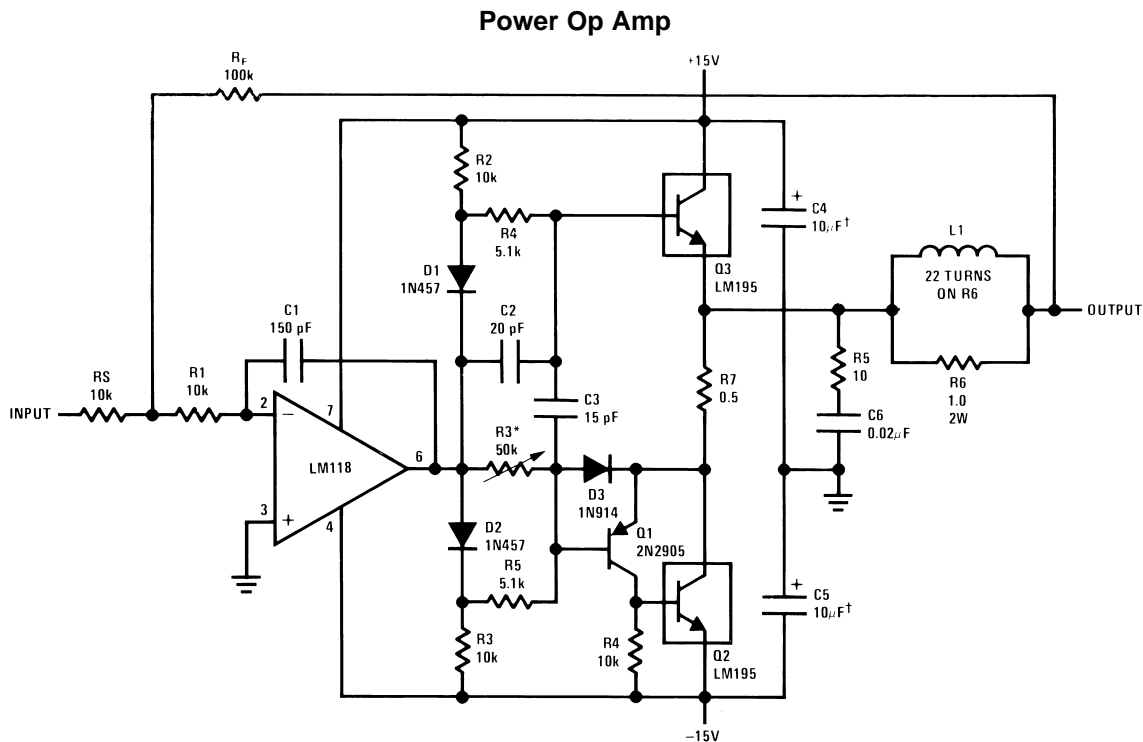 Power Op Amp
RF
100k
+15V
R2
10k
R4
5.1k
D1
1N457
C1
150 pF
C2
20 pF
Q3
LM195
C4
10μF†
L1
22 TURNS
ON R6
OUTPUT
RS
10k
R1
10k
INPUT
2
7
6
3
4
LM118
C3
15 pF
R3*
50k
R7
0.5
R5
10
C6
0.02μF
R6
1.0
2W
D3
1N914
D2
1N457
Q1
2N2905
R5
5.1k
R3
10k
R4
10k
Q2
LM195
C5
10μF†
−15V